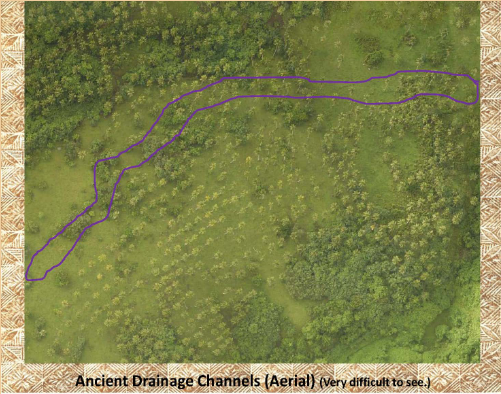 Ancient Drainage Channels (Aerial) (Very difficult to see.)